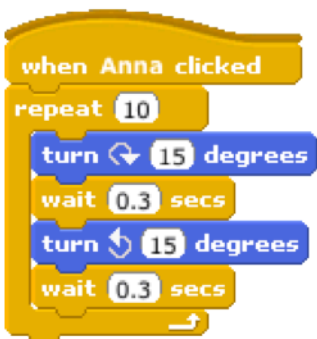 when Anna clicked
repeat 10
turn 15 degrees
wait 0.3 secs
turn 15 degrees
wait 0.3 secs